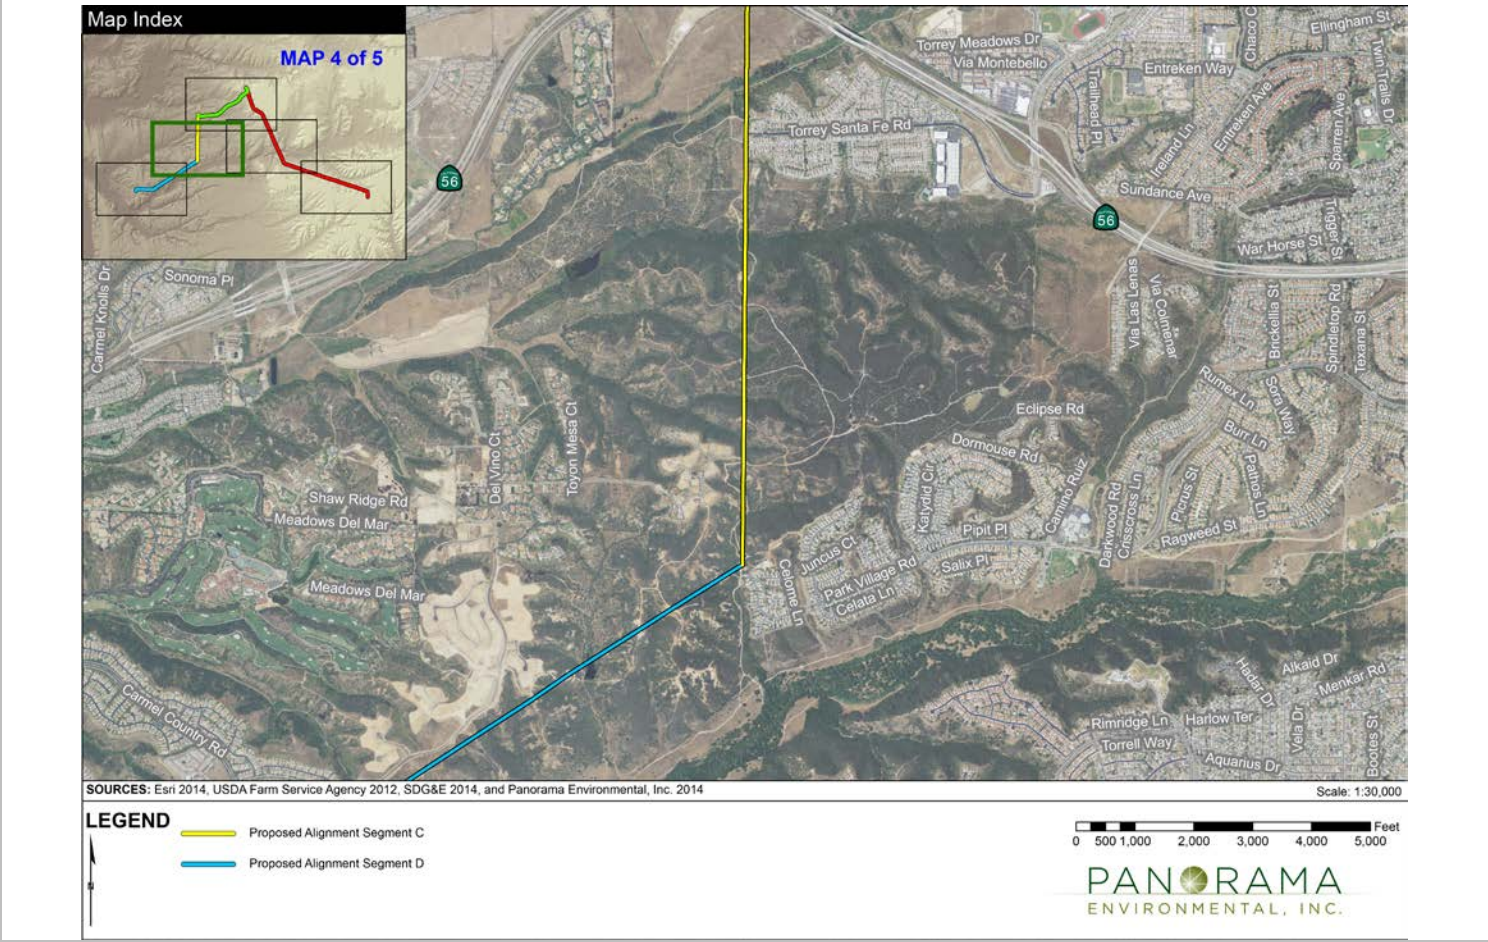 Map Index
MAP 4 of 5
56
56
Torrey Meadows Dr
Via Montebello
Entreken Way
Chaco C
Ellingham St
Twin Trails Dr
Trailhead Pl
Torrey Santa Fe Rd
Ireland Ln
Entreken Ave
Sparren Ave
Sundance Ave
Tigger St
War Horse St
Sonoma Pl
Carmel Knolls Dr
Via Las Lenas
Via Colmenar
Brickellia St
Spindletop Rd
Texana St
Rumex Ln
Sora Way
Eclipse Rd
Burr Ln
Dormouse Rd
Del Vino Ct
Toyon Mesa Ct
Katydid Cir
Camino Ruiz
Patnos Ln
Picrus St
Shaw Ridge Rd
Meadows Del Mar
Darkwood Rd
Crisscross Ln
Pipit Pl
Ragweed St
Juncus Ct
Salix Pl
Park Village Rd
Celata Ln
Celome Ln
Meadows Del Mar
Carmel Country Rd
Hadar Dr
Alkaid Dr
Menkar Rd
Rimridge Ln
Harlow Ter
Vela Dr
Torrell Way
Aquarius Dr
Bootes St
SOURCES: Esri 2014, USDA Farm Service Agency 2012, SDG&E 2014, and Panorama Environmental, Inc. 2014
Scale: 1:30,000
LEGEND
Proposed Alignment Segment C
Proposed Alignment Segment D
N
Feet
0 500 1,000 2,000 3,000 4,000 5,000
PANORAMA
ENVIRONMENTAL, INC.